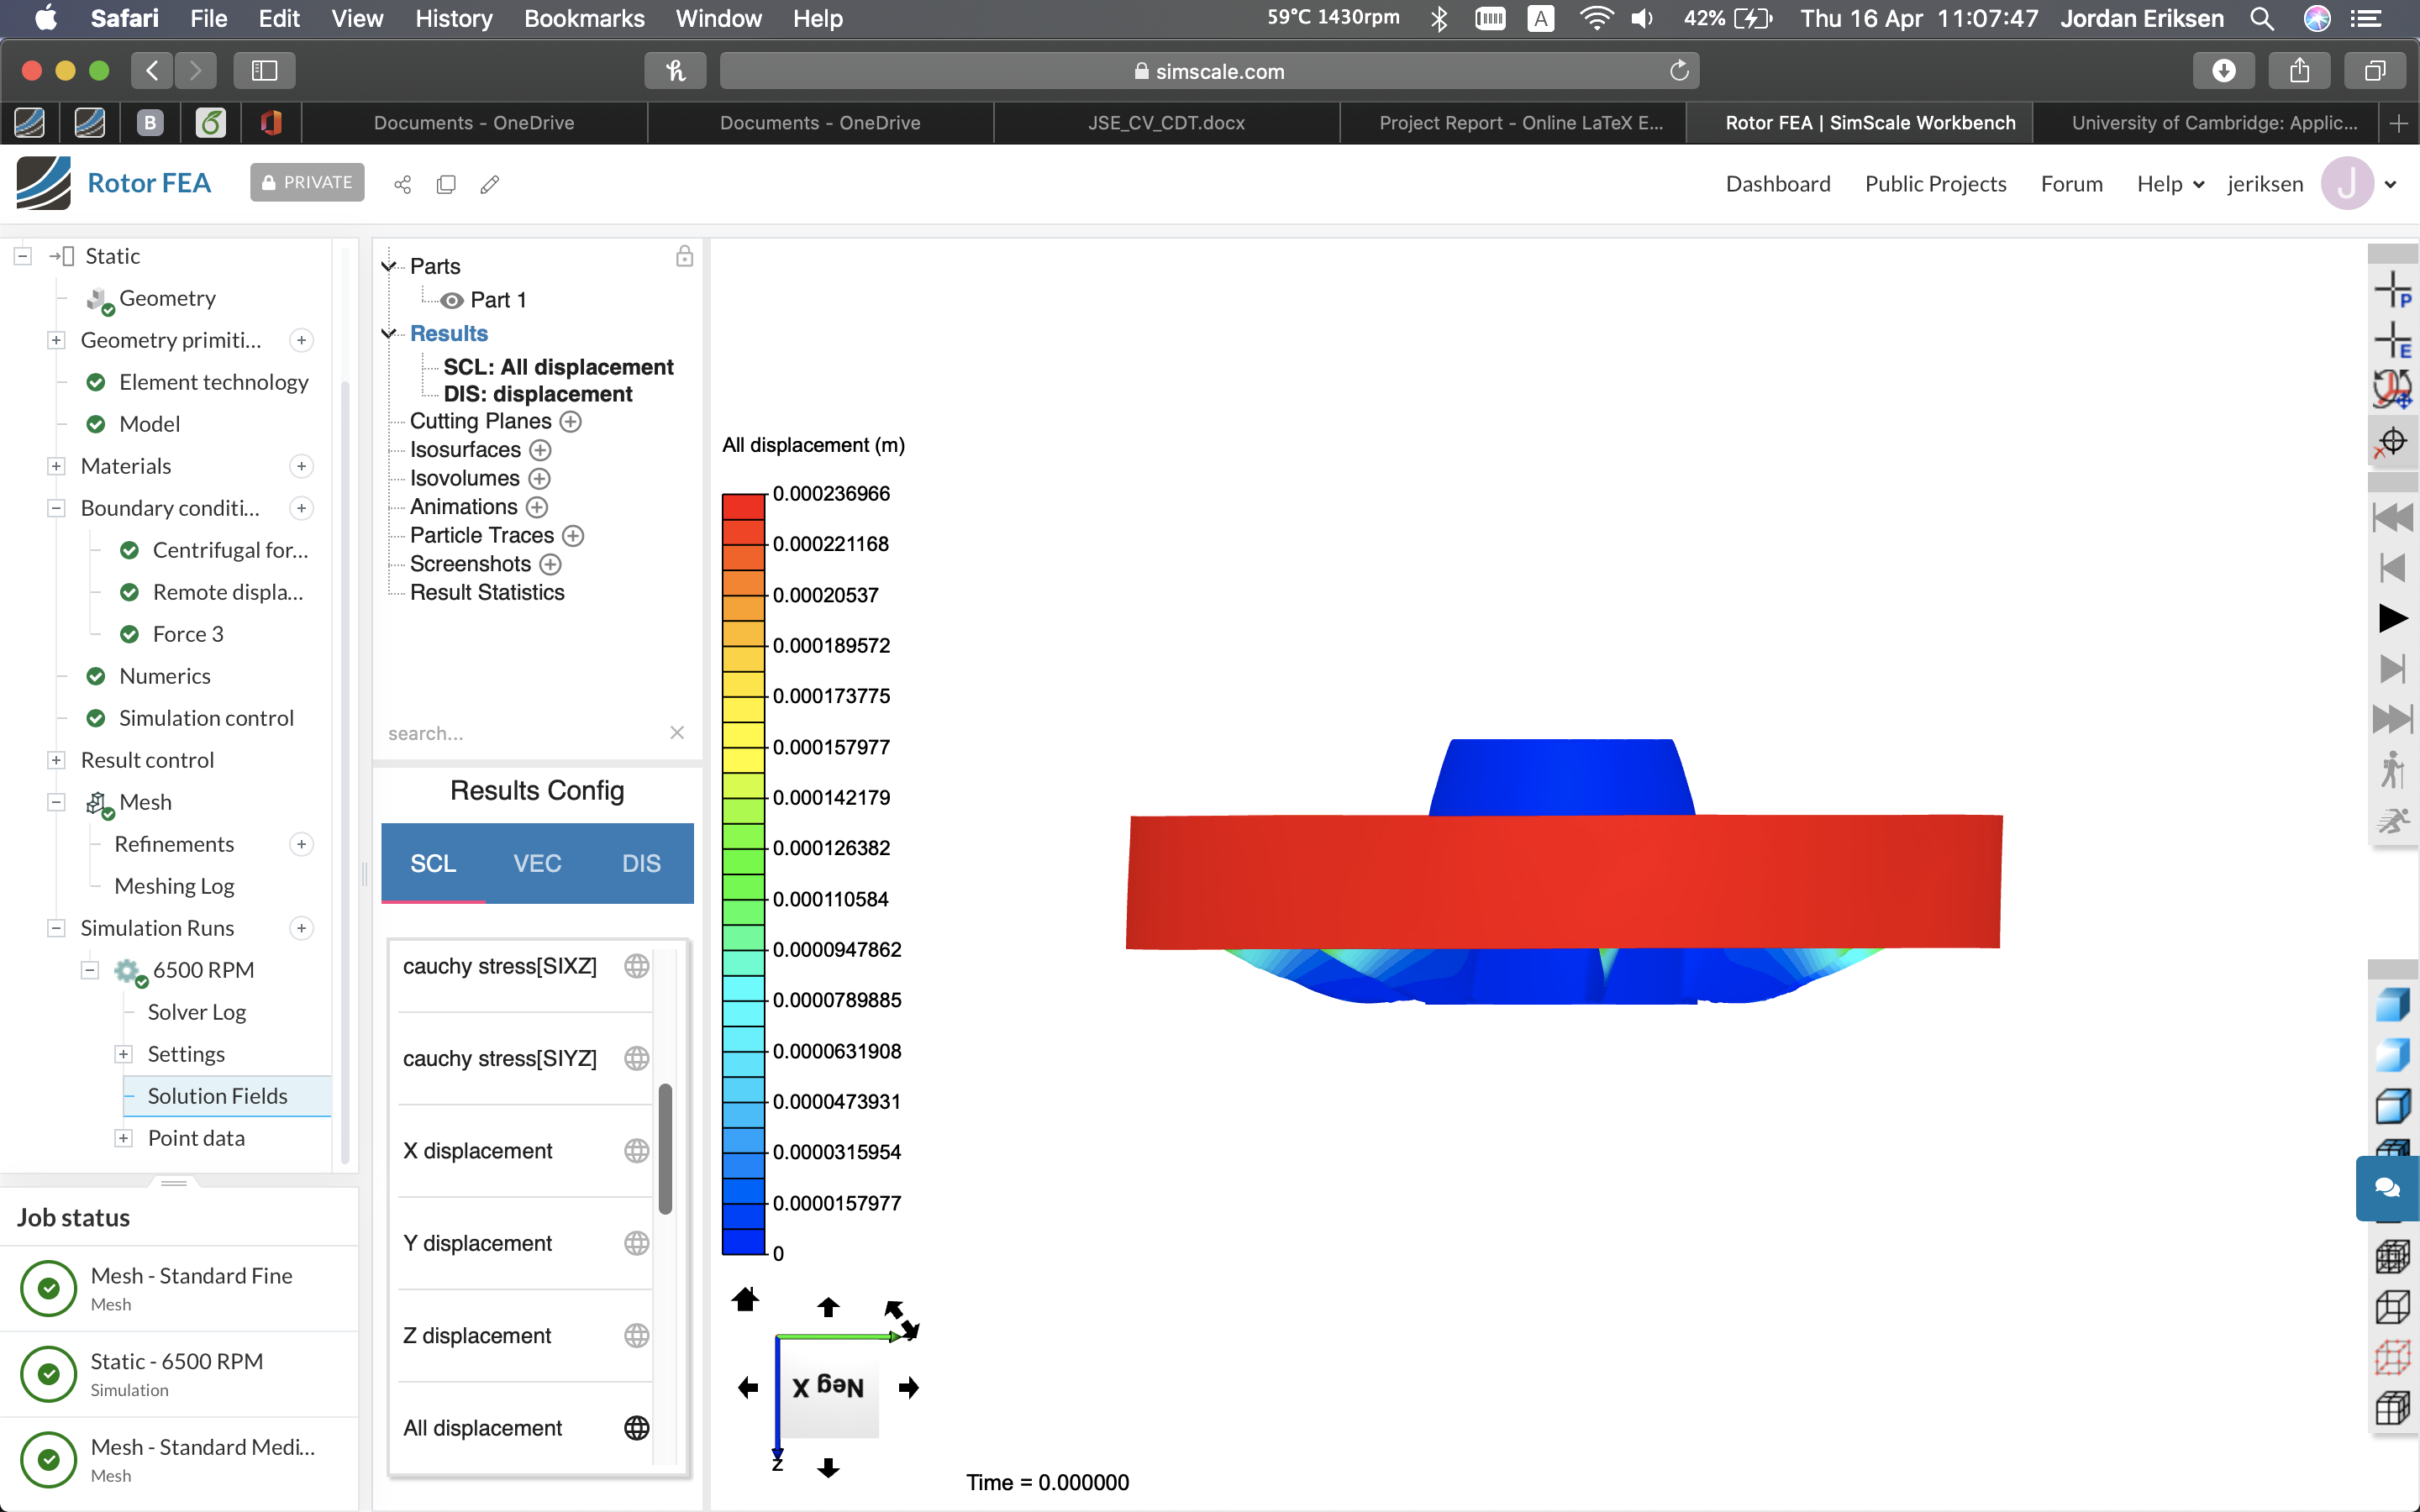 Safari File Edit View History Bookmarks Window Help 59°C 1430rpm A 42% Thu 16 Apr 11:07:47 Jordan Eriksen
simscale.com
B Documents - OneDrive Documents - OneDrive JSE_CV_CDT.docx Project Report - Online LaTeX E... Rotor FEA | SimScale Workbench University of Cambridge: Applic...
Rotor FEA PRIVATE Dashboard Public Projects Forum Help jeriksen J
Static
Geometry
Geometry primiti...
Element technology
Model
Materials
Boundary conditi...
Centrifugal for...
Remote displa...
Force 3
Numerics
Simulation control
Result control
Mesh
Refinements
Meshing Log
Simulation Runs
6500 RPM
Solver Log
Settings
Solution Fields
Point data
Job status
Mesh - Standard Fine
Mesh
Static - 6500 RPM
Simulation
Mesh - Standard Medi...
Mesh
Parts
Part 1
Results
SCL: All displacement
DIS: displacement
Cutting Planes
Isosurfaces
Isovolumes
Animations
Particle Traces
Screenshots
Result Statistics
search...
Results Config
SCL VEC DIS
cauchy stress[SIXZ]
cauchy stress[SIYZ]
X displacement
Y displacement
Z displacement
All displacement
All displacement (m)
0.000236966
0.000221168
0.00020537
0.000189572
0.000173775
0.000157977
0.000142179
0.000126382
0.000110584
0.0000947862
0.0000789885
0.0000631908
0.0000473931
0.0000315954
0.0000157977
0
Neg X
Z
Time = 0.000000
P
E